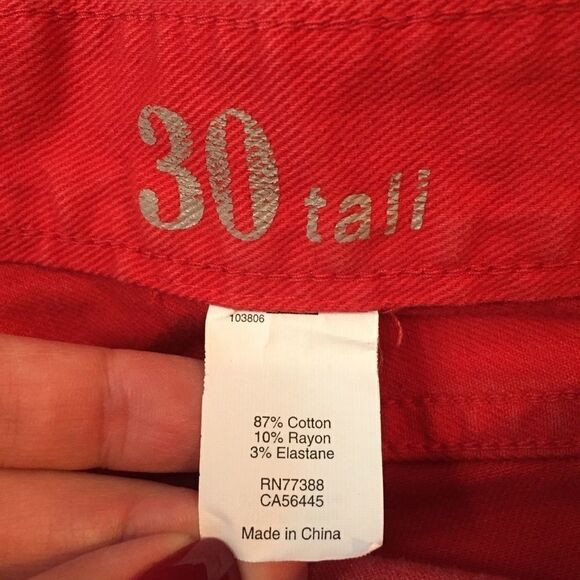 30 tall
103806
87% Cotton
10% Rayon
3% Elastane
RN77388
CA56445
Made in China